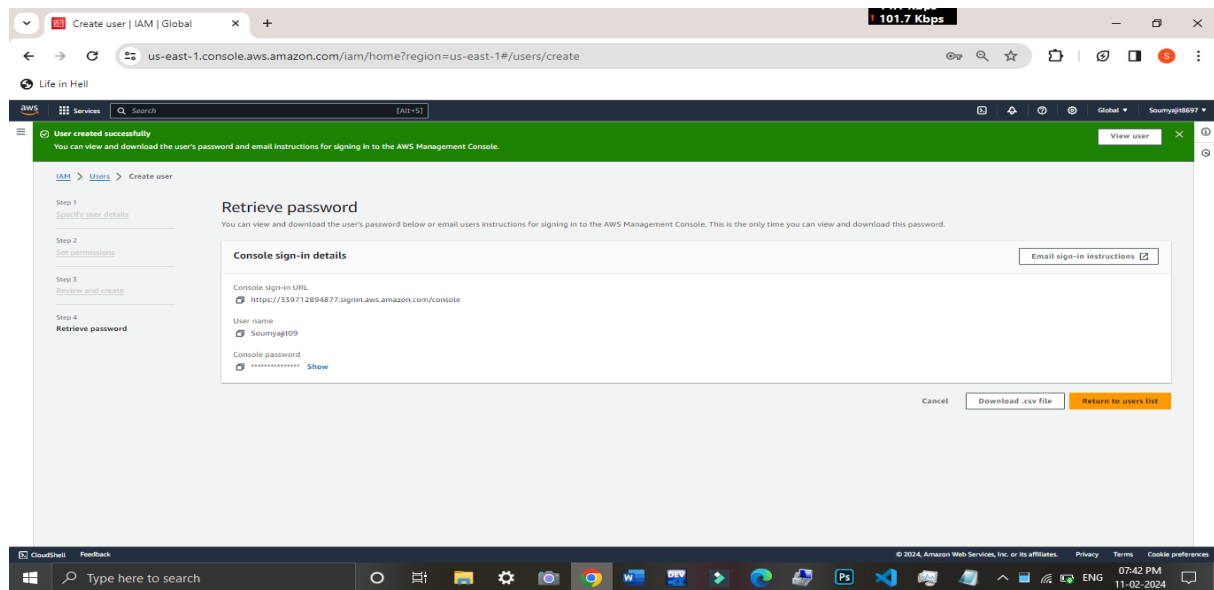 Create user | IAM | Global
101.7 Kbps
us-east-1.console.aws.amazon.com/iam/home?region=us-east-1#/users/create
S
Life in Hell
aws Services Search [Alt+S] Global Soumyajit8697
User created successfully
You can view and download the user's password and email instructions for signing in to the AWS Management Console.
View user
IAM > Users > Create user
Step 1
Specify user details
Step 2
Set permissions
Step 3
Review and create
Step 4
Retrieve password
Retrieve password
You can view and download the user's password below or email users instructions for signing in to the AWS Management Console. This is the only time you can view and download this password.
Console sign-in details
Email sign-in instructions
Console sign-in URL
https://339712894877.signin.aws.amazon.com/console
User name
Soumyajit09
Console password
*************** Show
Cancel Download .csv file Return to users list
CloudShell Feedback © 2024, Amazon Web Services, Inc. or its affiliates. Privacy Terms Cookie preferences
Type here to search
W
DEV
Ps
ENG
07:42 PM
11-02-2024